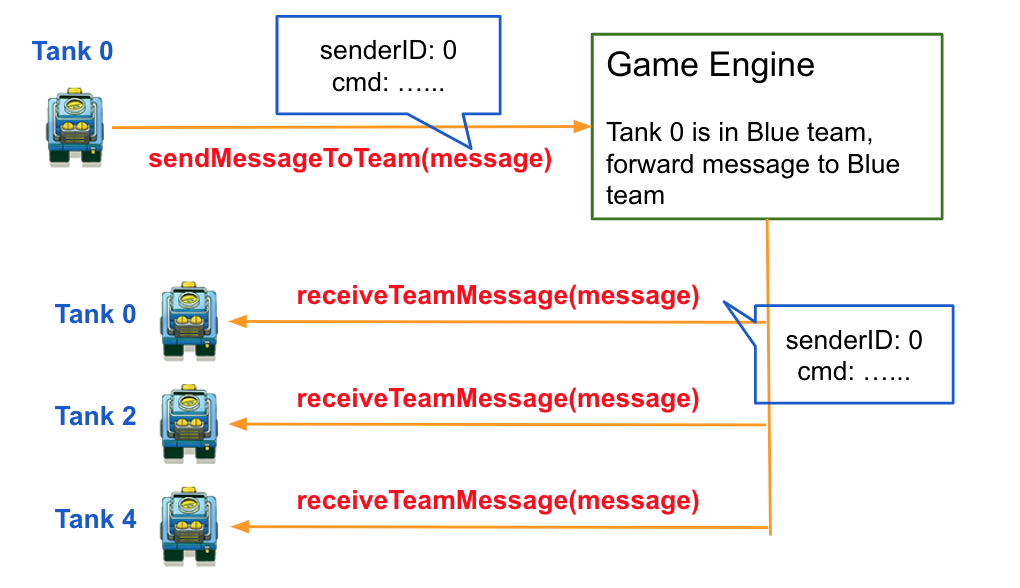 Tank 0
senderID: 0
cmd: …...
sendMessageToTeam(message)
Game Engine
Tank 0 is in Blue team,
forward message to Blue
team
Tank 0
receiveTeamMessage(message)
senderID: 0
cmd: …...
Tank 2
receiveTeamMessage(message)
Tank 4
receiveTeamMessage(message)